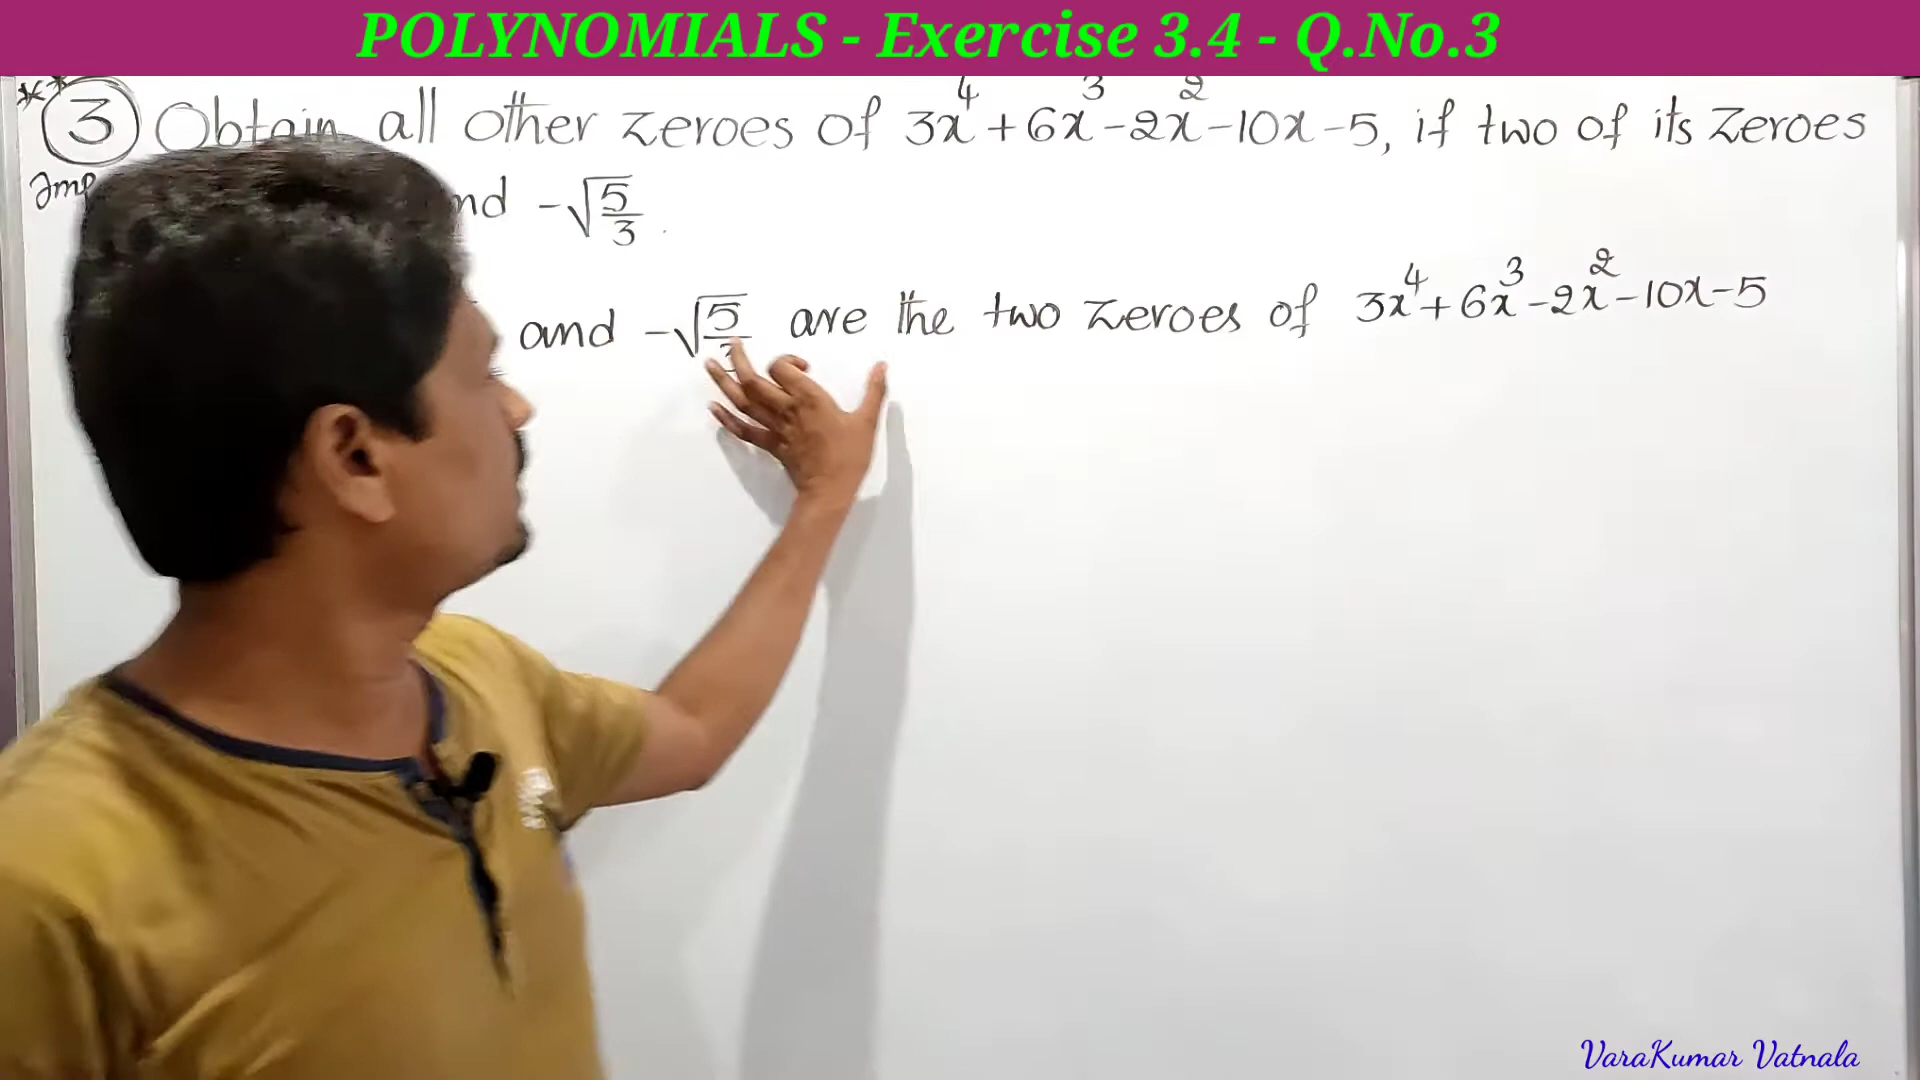 POLYNOMIALS - Exercise 3.4 - Q.No.3
** ③ Obtain all other zeroes of 3x⁴ + 6x³ - 2x² - 10x - 5, if two of its zeroes
Imp nd -√5/3.
and -√5/3 are the two zeroes of 3x⁴ + 6x³ - 2x² - 10x - 5
VaraKumar Vatnala